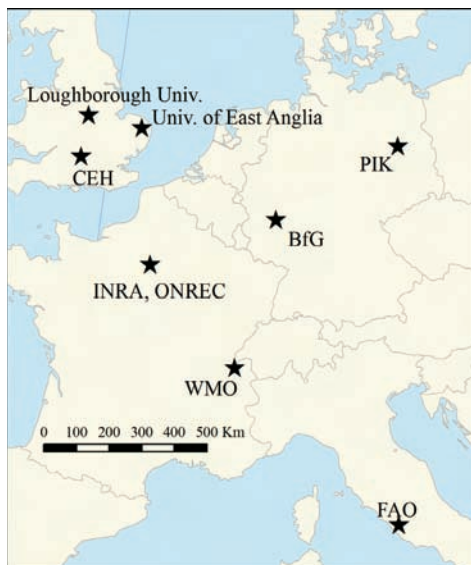 Loughborough Univ.
Univ. of East Anglia
CEH
PIK
BfG
INRA, ONREC
WMO
0 100 200 300 400 500 Km
FAO